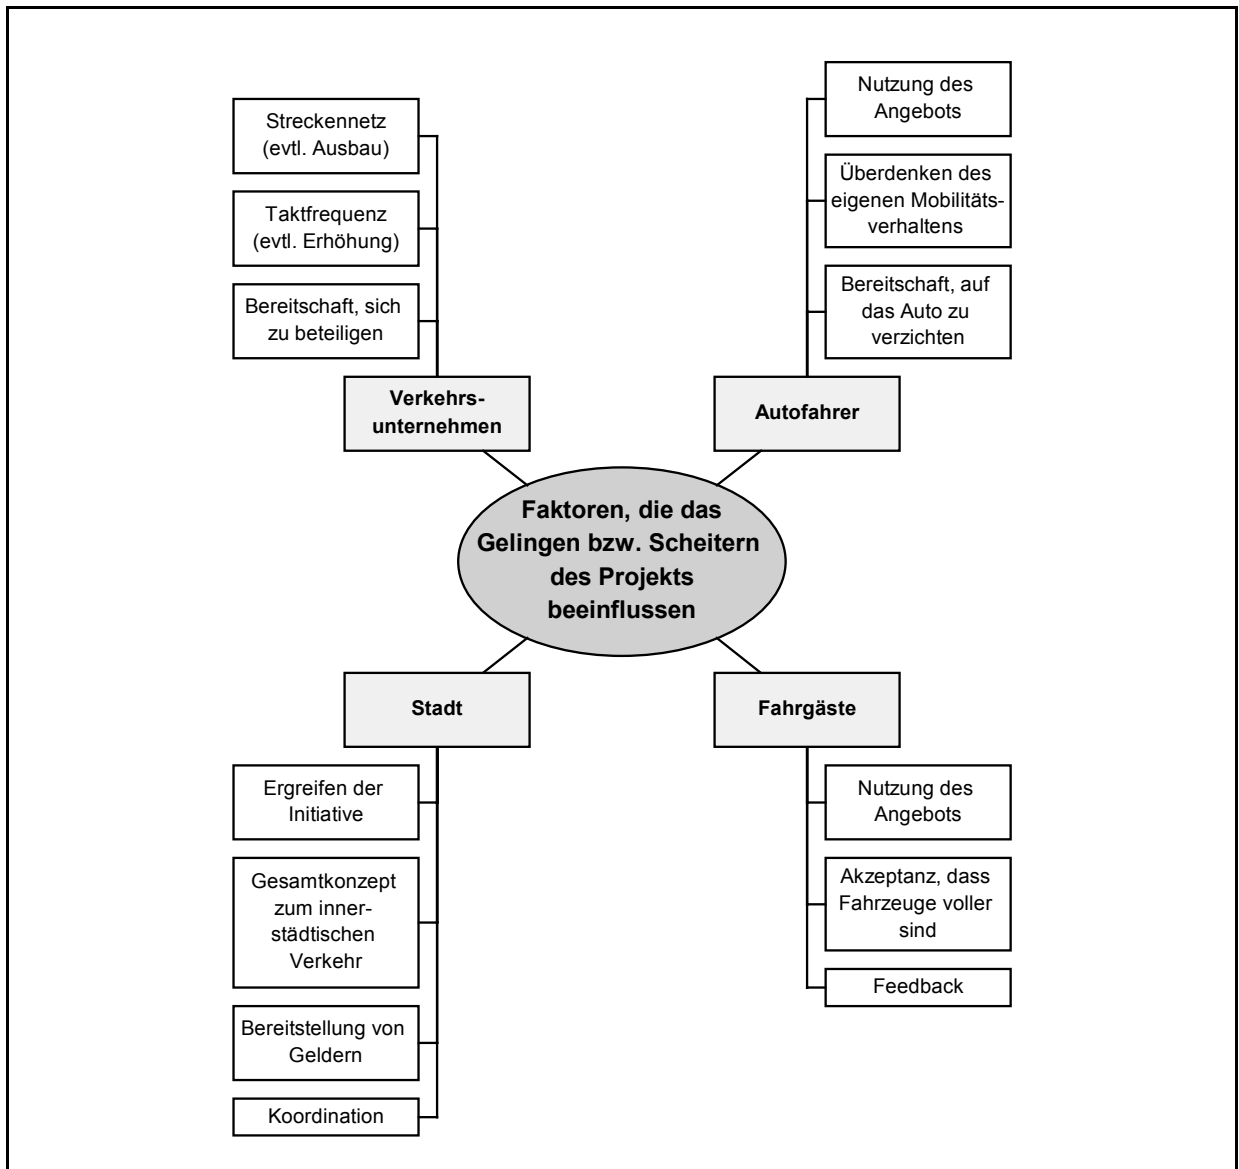 Streckennetz
(evtl. Ausbau)
Taktfrequenz
(evtl. Erhöhung)
Bereitschaft, sich
zu beteiligen
Verkehrs-
unternehmen
Nutzung des
Angebots
Überdenken des
eigenen Mobilitäts-
verhaltens
Bereitschaft, auf
das Auto zu
verzichten
Autofahrer
Faktoren, die das
Gelingen bzw. Scheitern
des Projekts
beeinflussen
Stadt
Ergreifen der
Initiative
Gesamtkonzept
zum inner-
städtischen
Verkehr
Bereitstellung von
Geldern
Koordination
Fahrgäste
Nutzung des
Angebots
Akzeptanz, dass
Fahrzeuge voller
sind
Feedback